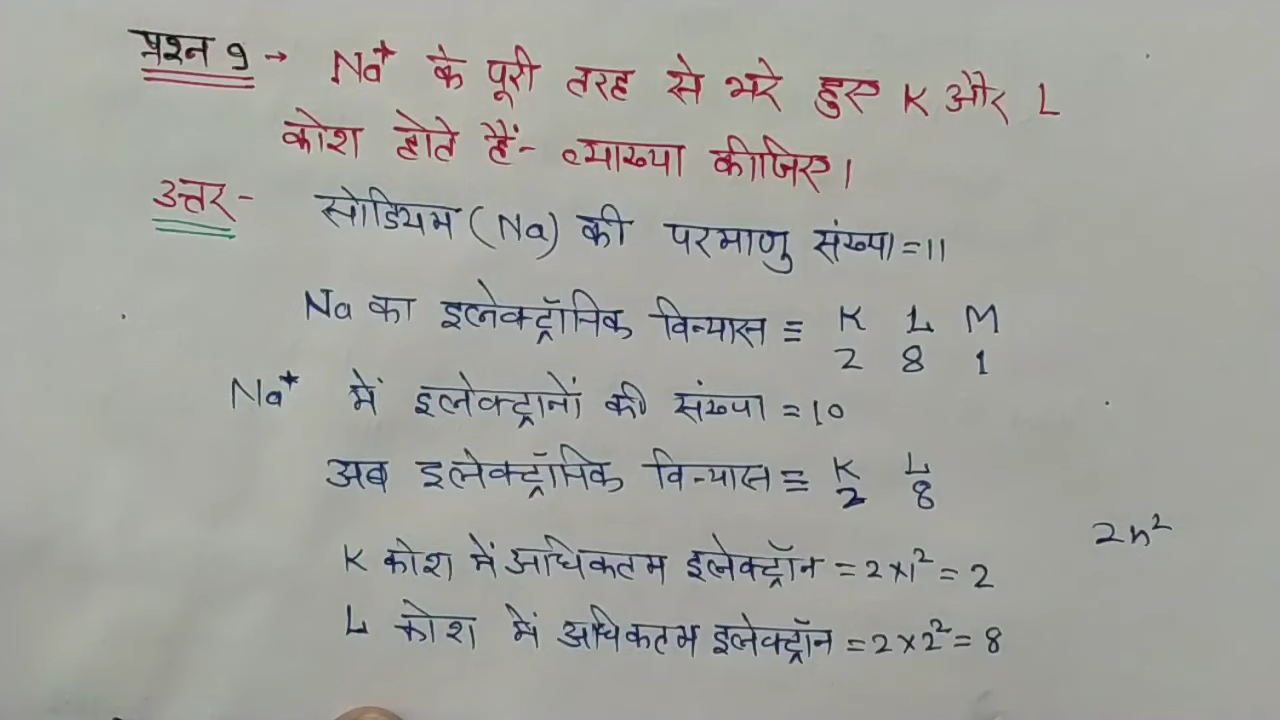 प्रश्न 9 → Na⁺ के पूरी तरह से भरे हुए K और L
कोश होते हैं- व्याख्या कीजिए।
उत्तर- सोडियम (Na) की परमाणु संख्या = 11
Na का इलेक्ट्रॉनिक विन्यास ≡ K L M
2 8 1
Na⁺ में इलेक्ट्रानों की संख्या = 10
अब इलेक्ट्रॉनिक विन्यास ≡ K L
2 8
2n²
K कोश में अधिकतम इलेक्ट्रॉन = 2×1² = 2
L कोश में अधिकतम इलेक्ट्रॉन = 2×2² = 8